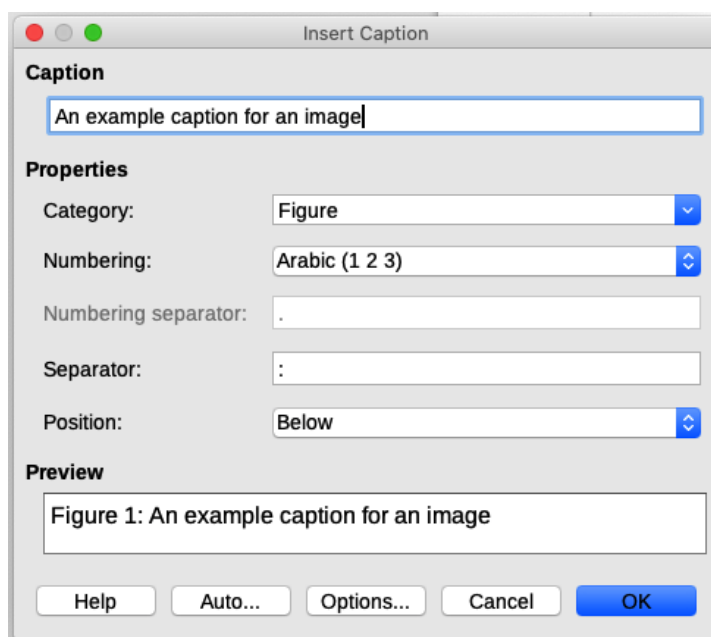 Insert Caption
Caption
An example caption for an image
Properties
Category: Figure
Numbering: Arabic (1 2 3)
Numbering separator: .
Separator: :
Position: Below
Preview
Figure 1: An example caption for an image
Help Auto... Options... Cancel OK